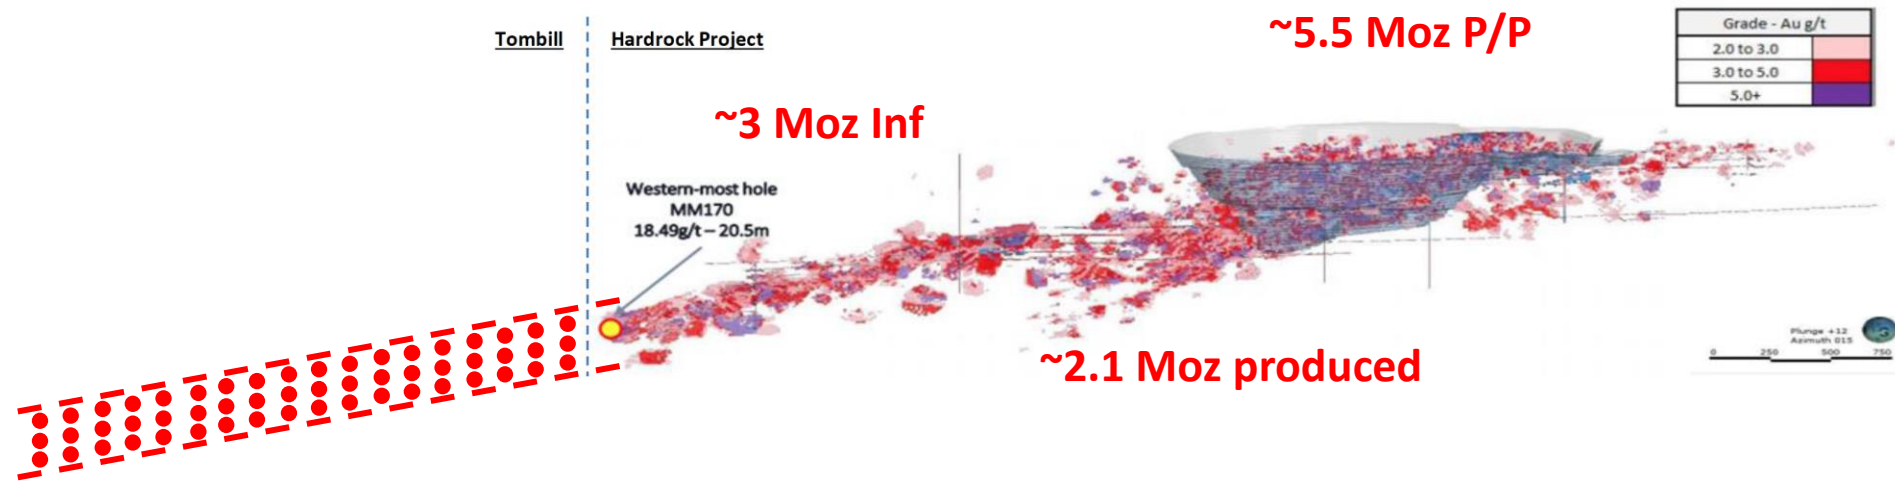 Tombill
Hardrock Project
~5.5 Moz P/P
Grade - Au g/t
2.0 to 3.0
3.0 to 5.0
5.0+
~3 Moz Inf
Western-most hole
MM170
18.49g/t – 20.5m
~2.1 Moz produced
Plunge +12
Azimuth 015
0 250 500 750